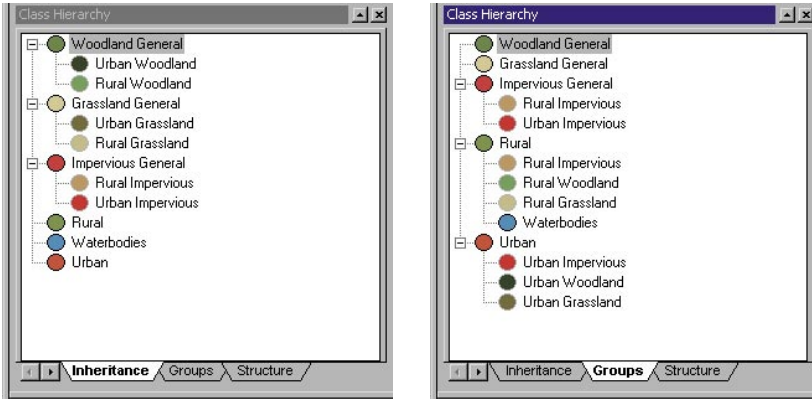 Class Hierarchy
Woodland General
Urban Woodland
Rural Woodland
Grassland General
Urban Grassland
Rural Grassland
Impervious General
Rural Impervious
Urban Impervious
Rural
Waterbodies
Urban
Inheritance Groups Structure
Class Hierarchy
Woodland General
Grassland General
Impervious General
Rural Impervious
Urban Impervious
Rural
Rural Impervious
Rural Woodland
Rural Grassland
Waterbodies
Urban
Urban Impervious
Urban Woodland
Urban Grassland
Inheritance Groups Structure